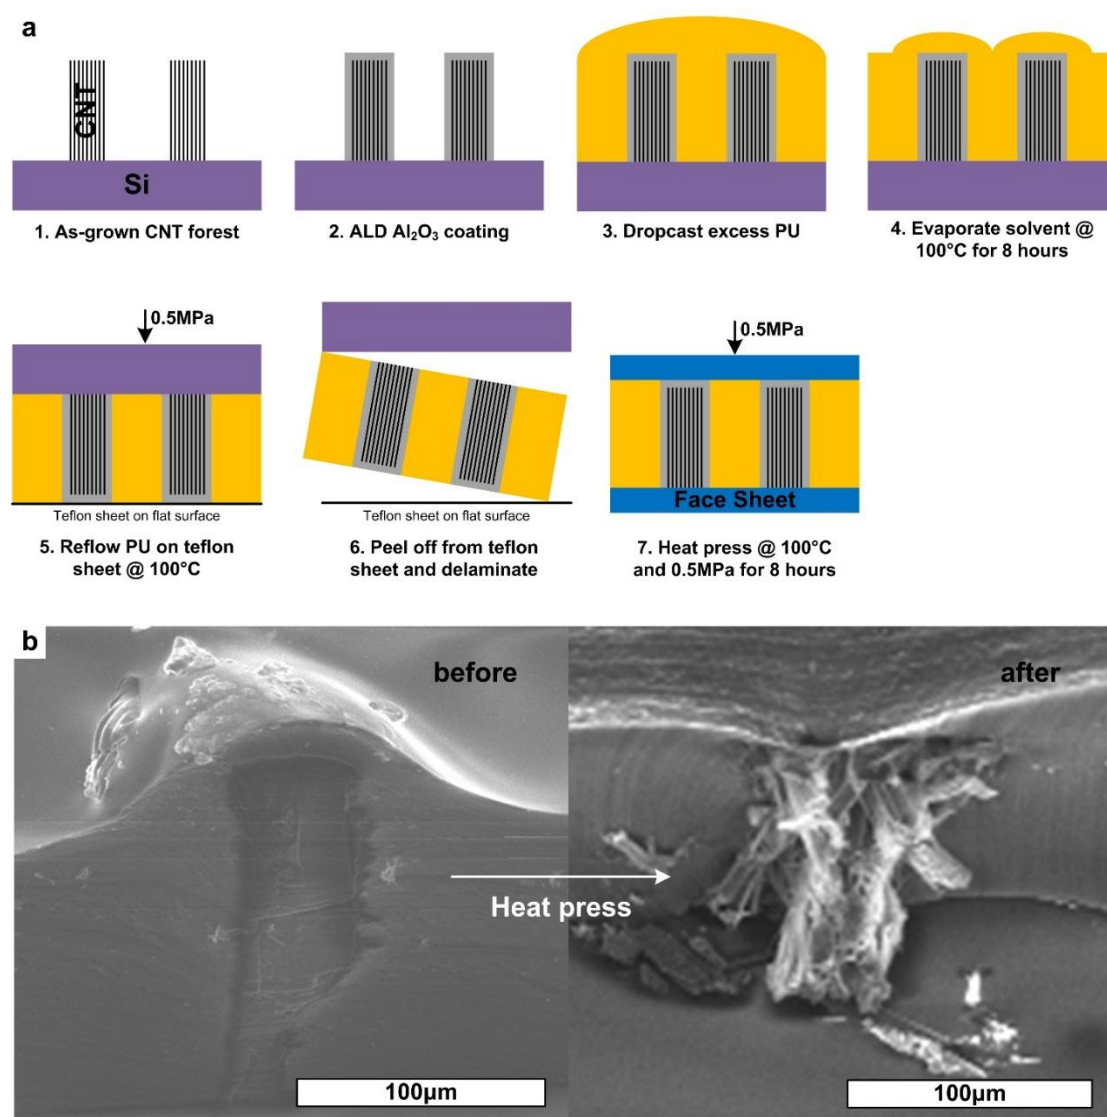 a
CNT
Si
1. As-grown CNT forest
2. ALD Al₂O₃ coating
3. Dropcast excess PU
4. Evaporate solvent @
100°C for 8 hours
0.5MPa
Teflon sheet on flat surface
5. Reflow PU on teflon
sheet @ 100°C
Teflon sheet on flat surface
6. Peel off from teflon
sheet and delaminate
0.5MPa
Face Sheet
7. Heat press @ 100°C
and 0.5MPa for 8 hours
b
before
after
Heat press
100µm
100µm